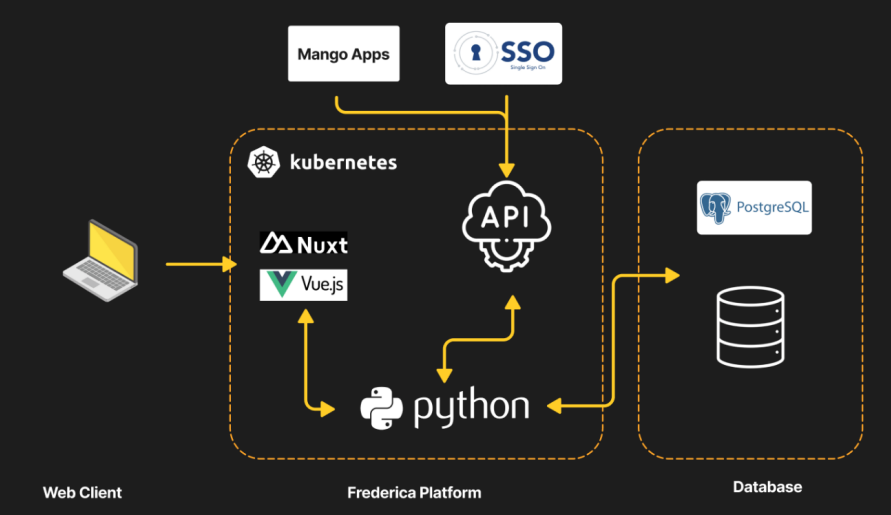 Mango Apps
SSO
Single Sign On
kubernetes
API
Nuxt
Vue.js
python
PostgreSQL
Web Client
Frederica Platform
Database